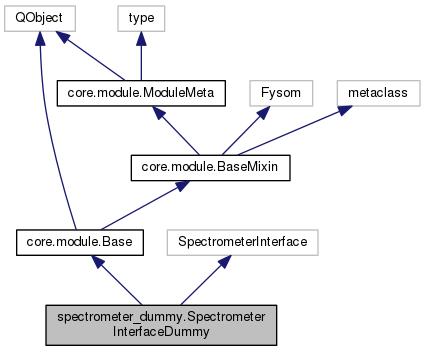 QObject
type
core.module.ModuleMeta
Fysom
metaclass
core.module.BaseMixin
core.module.Base
SpectrometerInterface
spectrometer_dummy.Spectrometer
InterfaceDummy